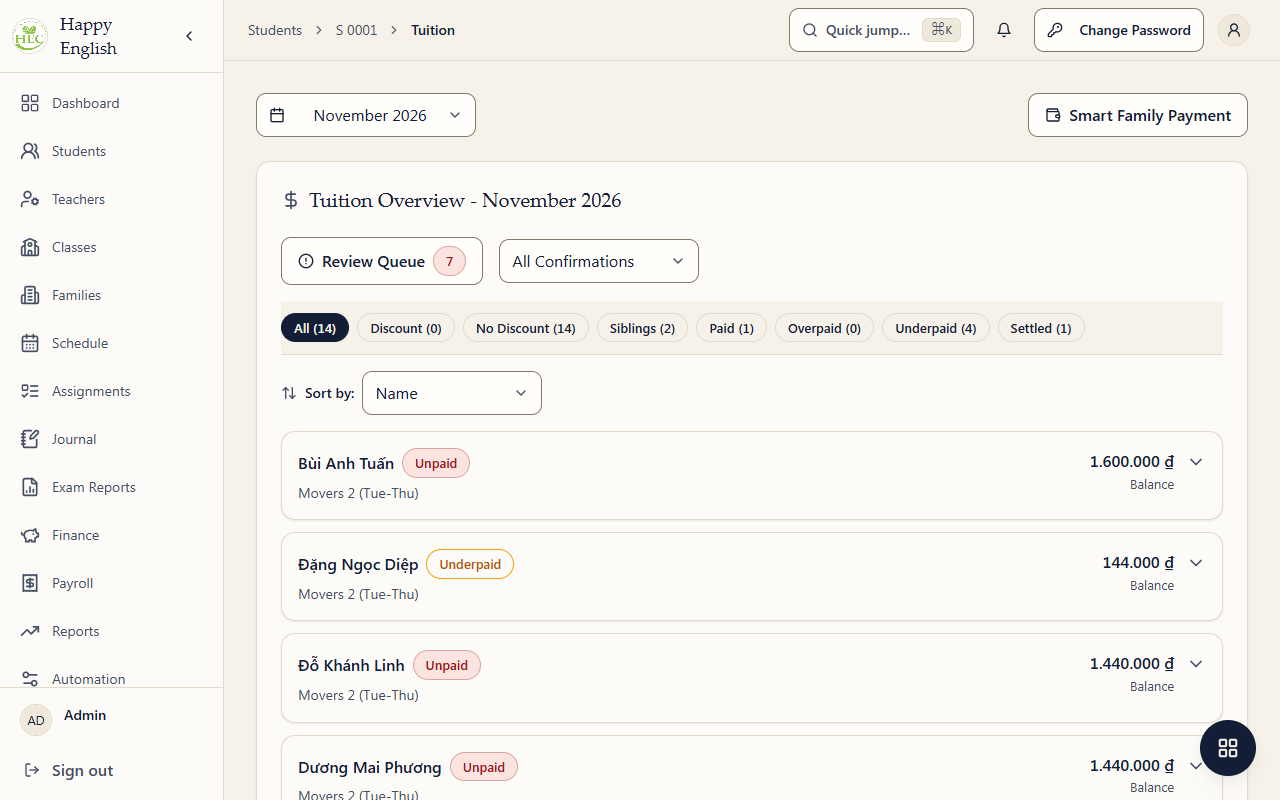 HEC
Happy
English
Students
S 0001
Tuition
Quick jump...
⌘K
Change Password
Dashboard
Students
Teachers
Classes
Families
Schedule
Assignments
Journal
Exam Reports
Finance
Payroll
Reports
Automation
AD
Admin
Sign out
November 2026
Smart Family Payment
Tuition Overview - November 2026
Review Queue
7
All Confirmations
All (14)
Discount (0)
No Discount (14)
Siblings (2)
Paid (1)
Overpaid (0)
Underpaid (4)
Settled (1)
Sort by:
Name
Bùi Anh Tuấn
Unpaid
1.600.000 ₫
Movers 2 (Tue-Thu)
Balance
Đặng Ngọc Diệp
Underpaid
144.000 ₫
Movers 2 (Tue-Thu)
Balance
Đỗ Khánh Linh
Unpaid
1.440.000 ₫
Movers 2 (Tue-Thu)
Balance
Dương Mai Phương
Unpaid
1.440.000 ₫
Movers 2 (Tue-Thu)
Balance